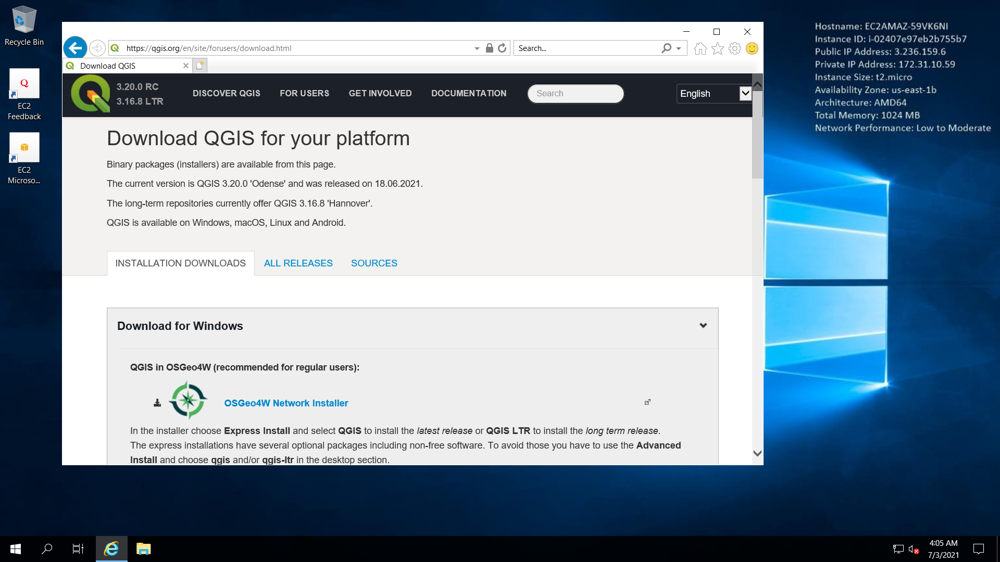 Recycle Bin
EC2
Feedback
EC2
Microso...
https://qgis.org/en/site/forusers/download.html
Search...
Download QGIS
3.20.0 RC
3.16.8 LTR
DISCOVER QGIS
FOR USERS
GET INVOLVED
DOCUMENTATION
Search
English
Download QGIS for your platform
Binary packages (installers) are available from this page.
The current version is QGIS 3.20.0 'Odense' and was released on 18.06.2021.
The long-term repositories currently offer QGIS 3.16.8 'Hannover'.
QGIS is available on Windows, macOS, Linux and Android.
INSTALLATION DOWNLOADS
ALL RELEASES
SOURCES
Download for Windows
QGIS in OSGeo4W (recommended for regular users):
OSGeo4W Network Installer
In the installer choose Express Install and select QGIS to install the latest release or QGIS LTR to install the long term release.
The express installations have several optional packages including non-free software. To avoid those you have to use the Advanced
Install and choose qgis and/or qgis-ltr in the desktop section.
Hostname: EC2AMAZ-59VK6NI
Instance ID: i-02407e97eb2b755b7
Public IP Address: 3.236.159.6
Private IP Address: 172.31.10.59
Instance Size: t2.micro
Availability Zone: us-east-1b
Architecture: AMD64
Total Memory: 1024 MB
Network Performance: Low to Moderate
4:05 AM
7/3/2021